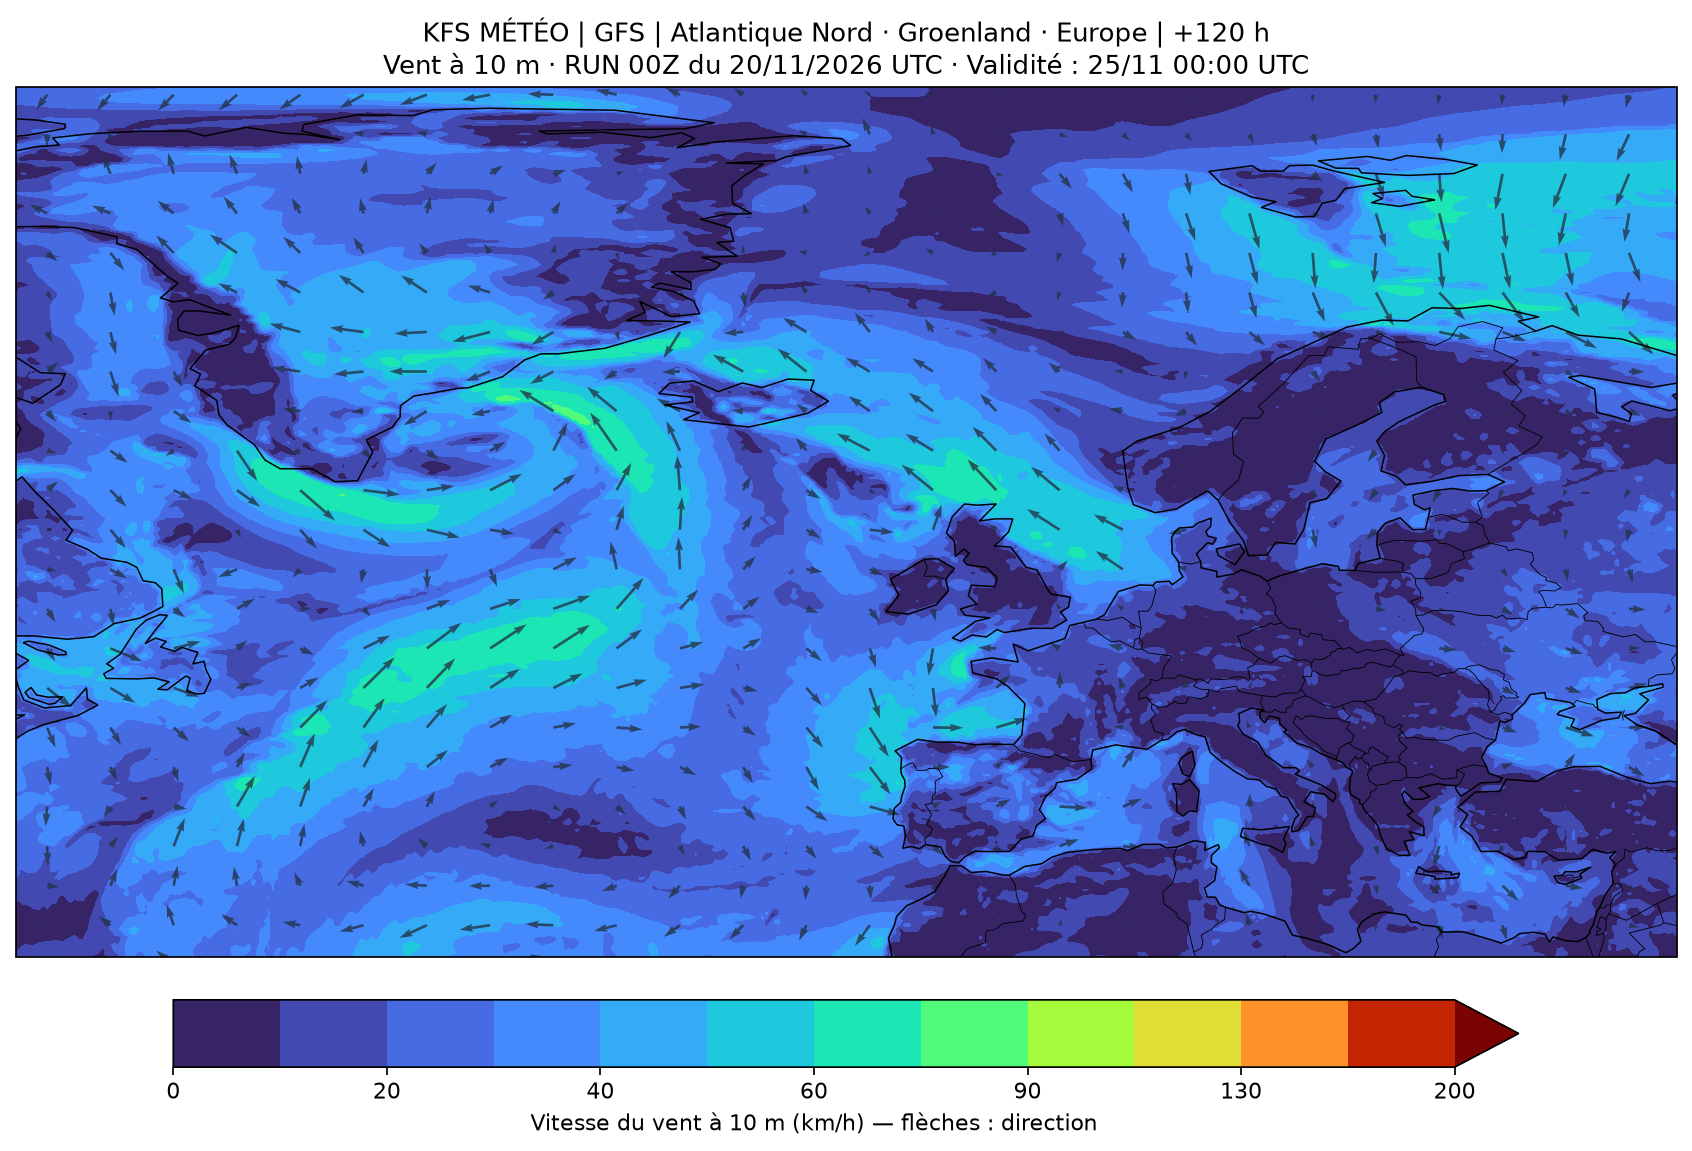 KFS MÉTÉO | GFS | Atlantique Nord · Groenland · Europe | +120 h
Vent à 10 m · RUN 00Z du 20/11/2026 UTC · Validité : 25/11 00:00 UTC
0 20 40 60 90 130 200
Vitesse du vent à 10 m (km/h) — flèches : direction